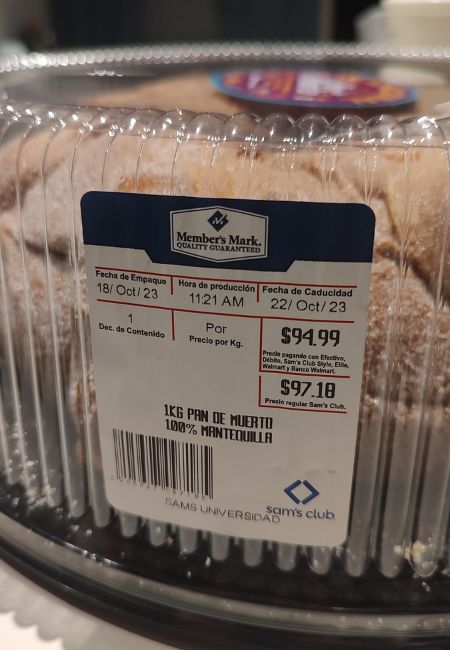 Member's Mark.
QUALITY GUARANTEED
Fecha de Empaque
18/ Oct/ 23
Hora de producción
11:21 AM
Fecha de Caducidad
22/ Oct/ 23
1
Dec. de Contenido
Por
Precio por Kg.
$94.99
Precio pagando con Efectivo,
Débito, Sam's Club Style, Elite,
Walmart y Banco Walmart.
$97.18
Precio regular Sam's Club.
1KG PAN DE MUERTO
100% MANTEQUILLA
SAMS UNIVERSIDAD
sam's club